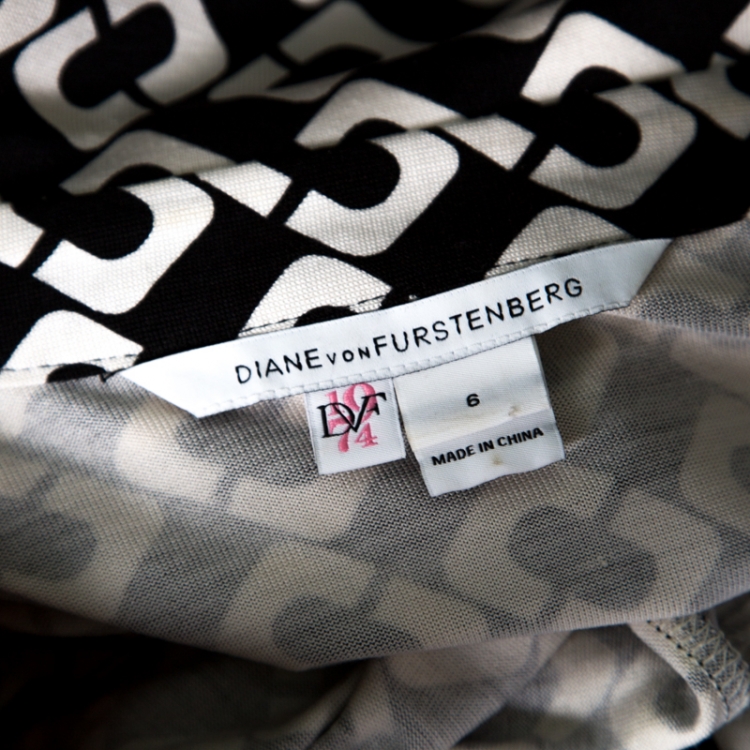 DIANE VON FURSTENBERG
19
DVF
74
6
MADE IN CHINA